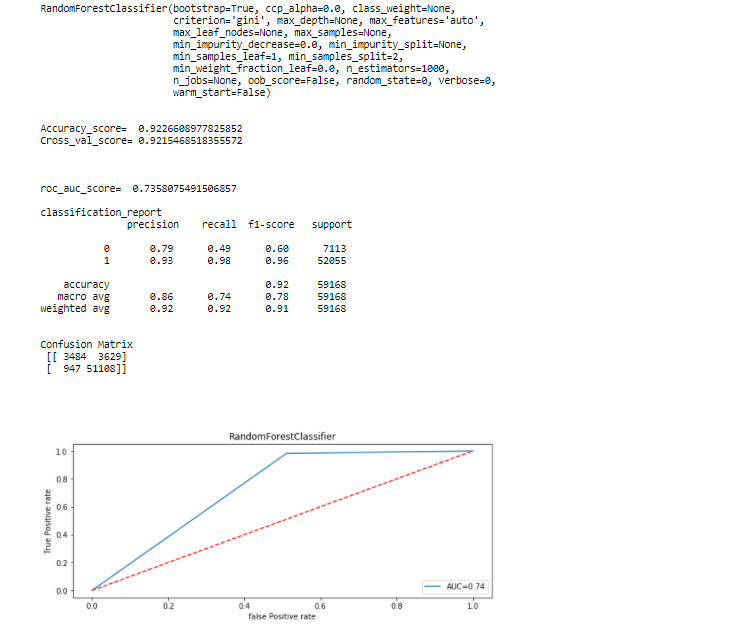 RandomForestClassifier(bootstrap=True, ccp_alpha=0.0, class_weight=None,
criterion='gini', max_depth=None, max_features='auto',
max_leaf_nodes=None, max_samples=None,
min_impurity_decrease=0.0, min_impurity_split=None,
min_samples_leaf=1, min_samples_split=2,
min_weight_fraction_leaf=0.0, n_estimators=1000,
n_jobs=None, oob_score=False, random_state=0, verbose=0,
warm_start=False)
Accuracy_score= 0.9226608977825852
Cross_val_score= 0.9215468518355572
roc_auc_score= 0.7358075491506857
classification_report
precision recall f1-score support
0 0.79 0.49 0.60 7113
1 0.93 0.98 0.96 52055
accuracy 0.92 59168
macro avg 0.86 0.74 0.78 59168
weighted avg 0.92 0.92 0.91 59168
Confusion Matrix
[[ 3484 3629]
[ 947 51108]]
RandomForestClassifier
1.0
0.8
0.6
0.4
0.2
0.0
True Positive rate
AUC=0.74
0.0 0.2 0.4 0.6 0.8 1.0
false Positive rate